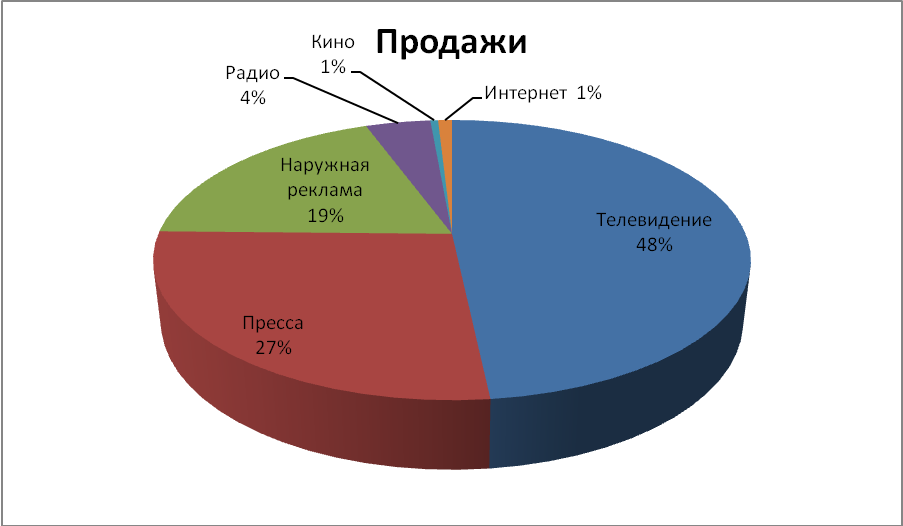 Продажи
Кино
1%
Радио
4%
Интернет 1%
Наружная
реклама
19%
Телевидение
48%
Пресса
27%